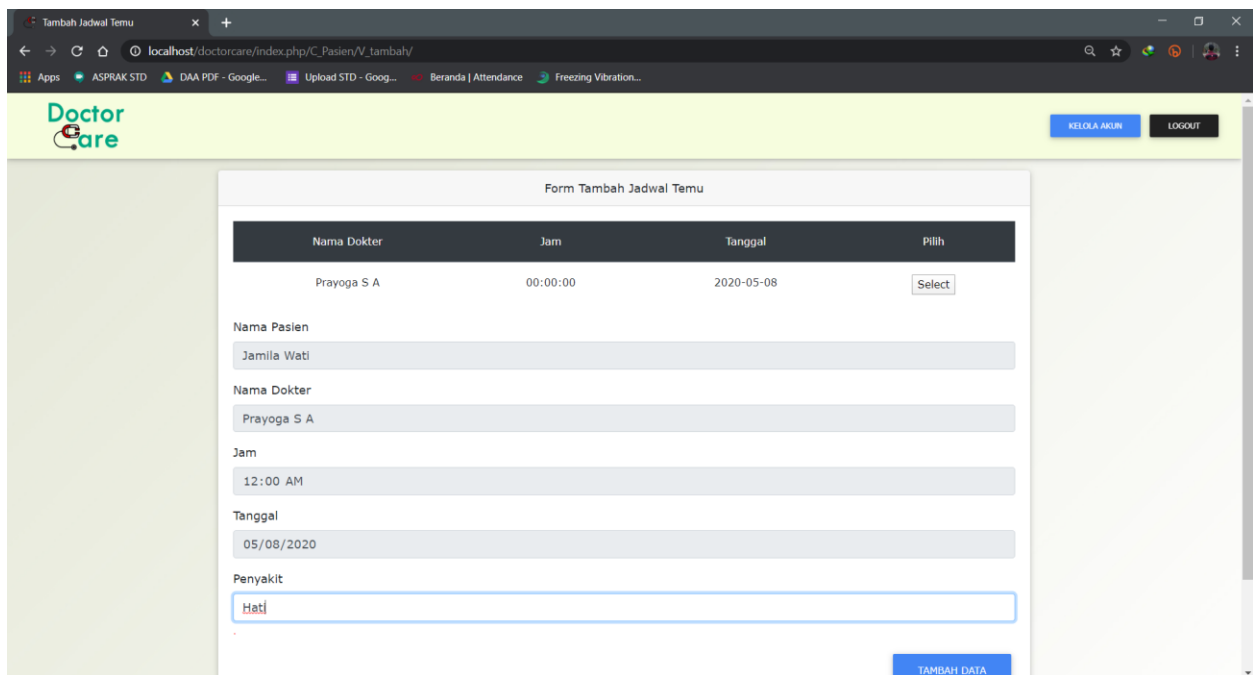 Tambah Jadwal Temu
localhost/doctorcare/index.php/C_Pasien/V_tambah/
Apps ASPRAK STD DAA PDF - Google... Upload STD - Goog... Beranda | Attendance Freezing Vibration...
Doctor
Care
KELOLA AKUN LOGOUT
Form Tambah Jadwal Temu
Nama Dokter Jam Tanggal Pilih
Prayoga S A 00:00:00 2020-05-08 Select
Nama Pasien
Jamila Wati
Nama Dokter
Prayoga S A
Jam
12:00 AM
Tanggal
05/08/2020
Penyakit
Hati
.
TAMBAH DATA